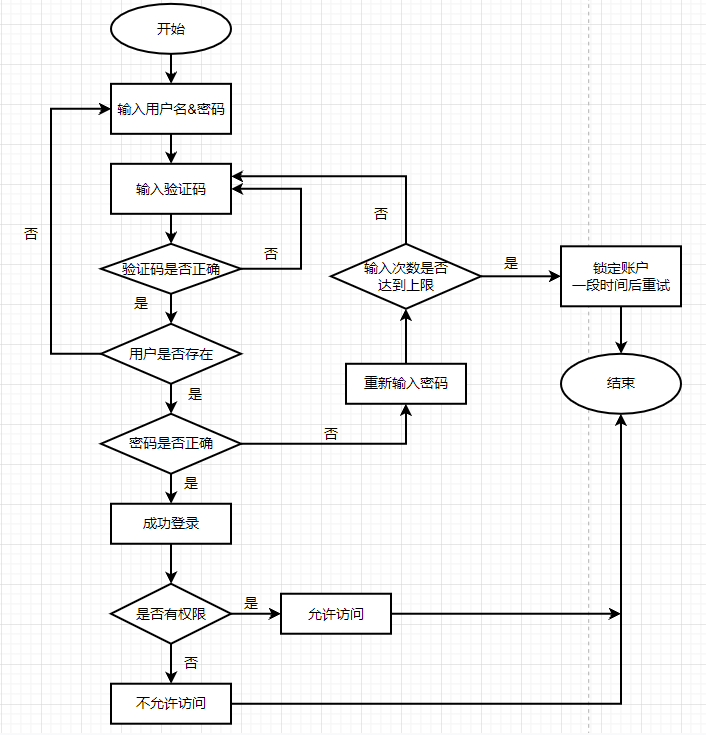 开始
输入用户名&密码
输入验证码
否
否
验证码是否正确
否
输入次数是否
达到上限
是
锁定账户
一段时间后重试
是
用户是否存在
重新输入密码
结束
是
密码是否正确
否
是
成功登录
是否有权限
是
允许访问
否
不允许访问